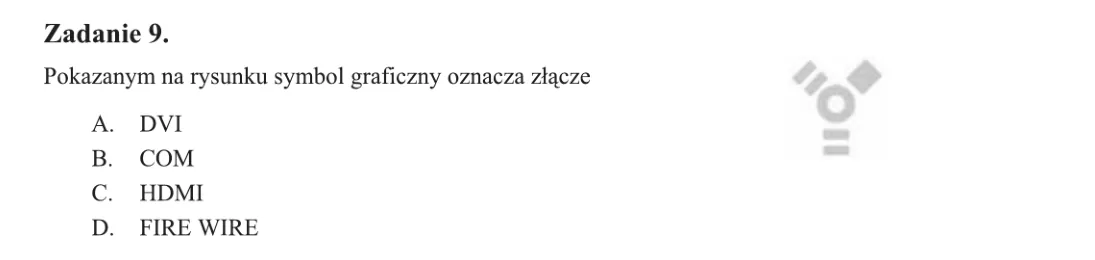 Zadanie 9.
Pokazanym na rysunku symbol graficzny oznacza złącze
A. DVI
B. COM
C. HDMI
D. FIRE WIRE